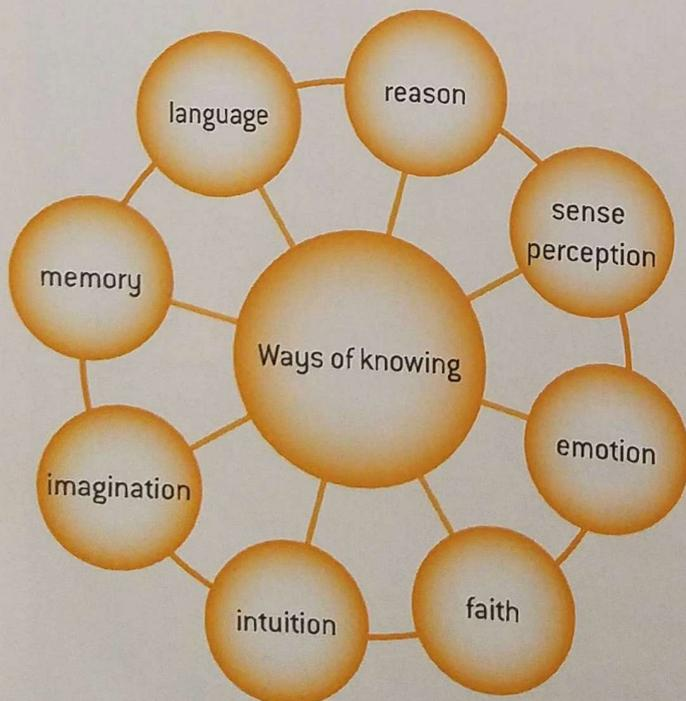 language
reason
sense
perception
emotion
faith
intuition
imagination
memory
Ways of knowing